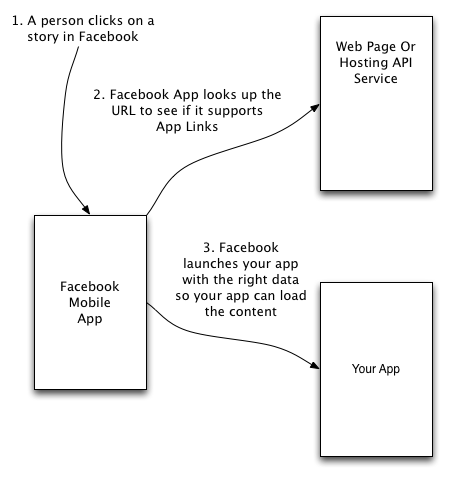 1. A person clicks on a
story in Facebook
Web Page Or
Hosting API
Service
2. Facebook App looks up the
URL to see if it supports
App Links
3. Facebook
launches your app
with the right data
so your app can load
the content
Facebook
Mobile
App
Your App